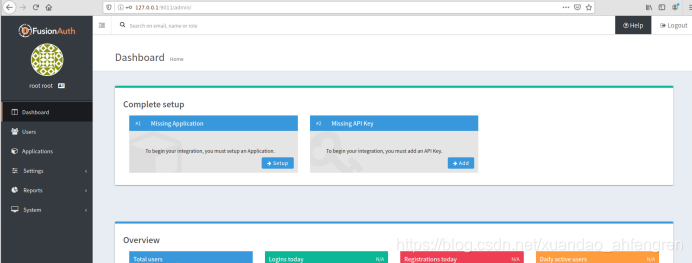 127.0.0.1:9011/admin/
FusionAuth
Search on email, name or role
Help
Logout
root root
Dashboard
Home
Dashboard
Users
Applications
Settings
Reports
System
Complete setup
#1 Missing Application
To begin your integration, you must setup an Application.
Setup
#2 Missing API Key
To begin your integration, you must add an API Key.
Add
Overview
Total users
Logins today N/A
Registrations today N/A
Daily active users N/A
https://blog.csdn.net/xuandao_ahfengren